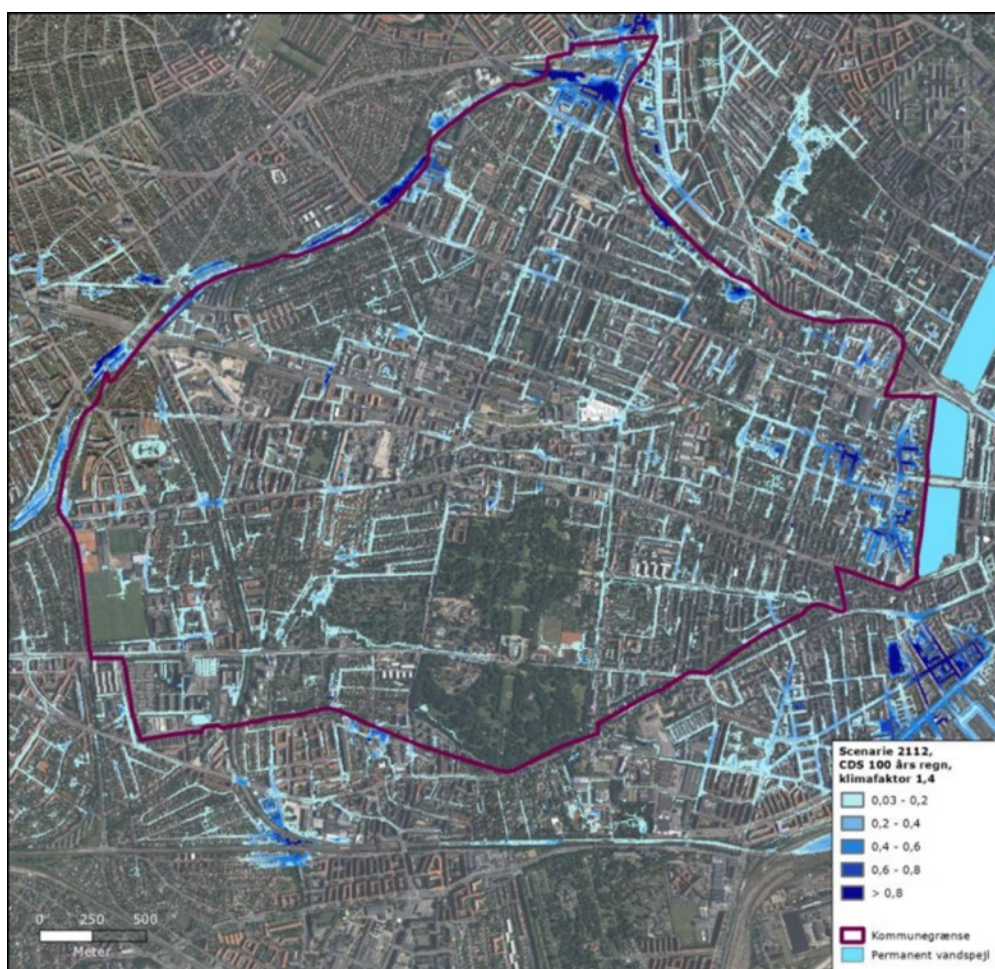 Scenarie 2112,
CDS 100 års regn,
klimafaktor 1,4
0,03 - 0,2
0,2 - 0,4
0,4 - 0,6
0,6 - 0,8
> 0,8
Kommunegrænse
Permanent vandspejl
0 250 500
Meter